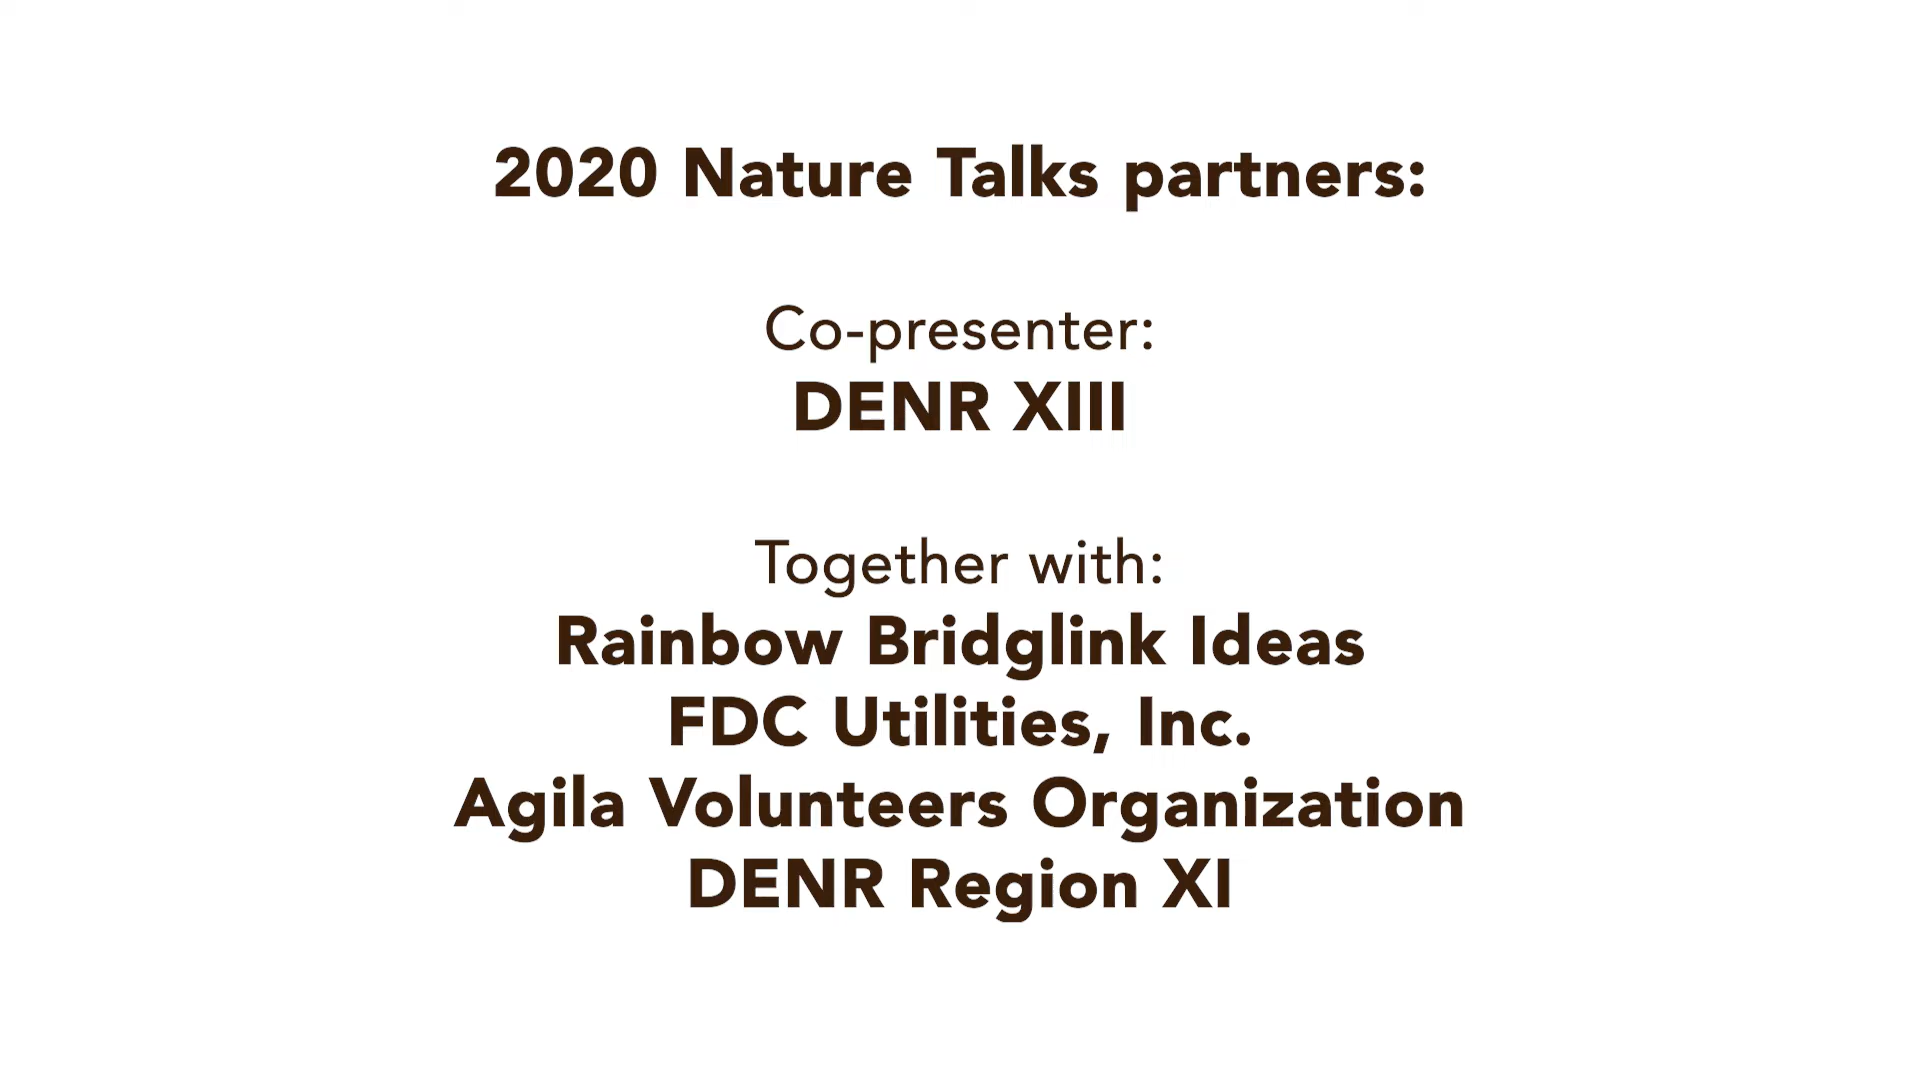 2020 Nature Talks partners:
Co-presenter:
DENR XIII
Together with:
Rainbow Bridglink Ideas
FDC Utilities, Inc.
Agila Volunteers Organization
DENR Region XI